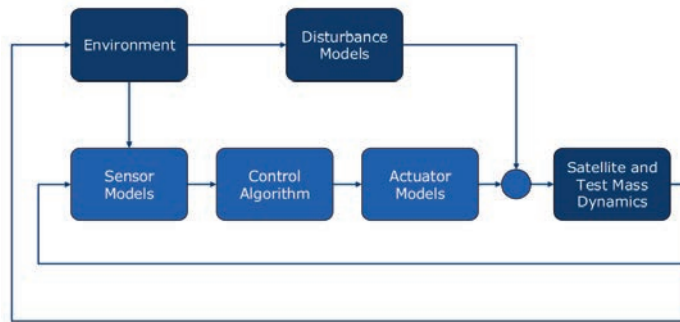 Environment
Disturbance
Models
Sensor
Models
Control
Algorithm
Actuator
Models
Satellite and
Test Mass
Dynamics